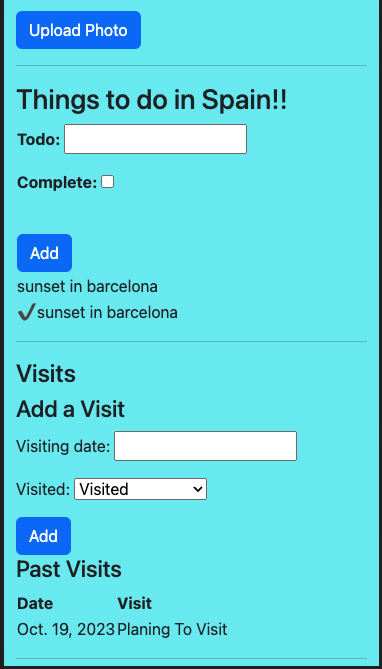 Upload Photo
Things to do in Spain!!
Todo:
Complete:
Add
sunset in barcelona
✔sunset in barcelona
Visits
Add a Visit
Visiting date:
Visited: Visited
Add
Past Visits
Date Visit
Oct. 19, 2023 Planing To Visit